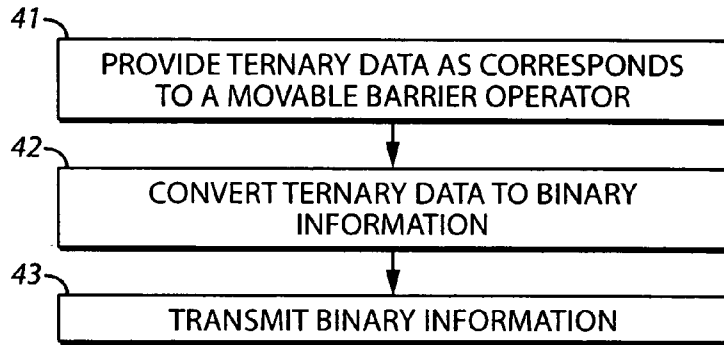 41
PROVIDE TERNARY DATA AS CORRESPONDS
TO A MOVABLE BARRIER OPERATOR
42
CONVERT TERNARY DATA TO BINARY
INFORMATION
43
TRANSMIT BINARY INFORMATION